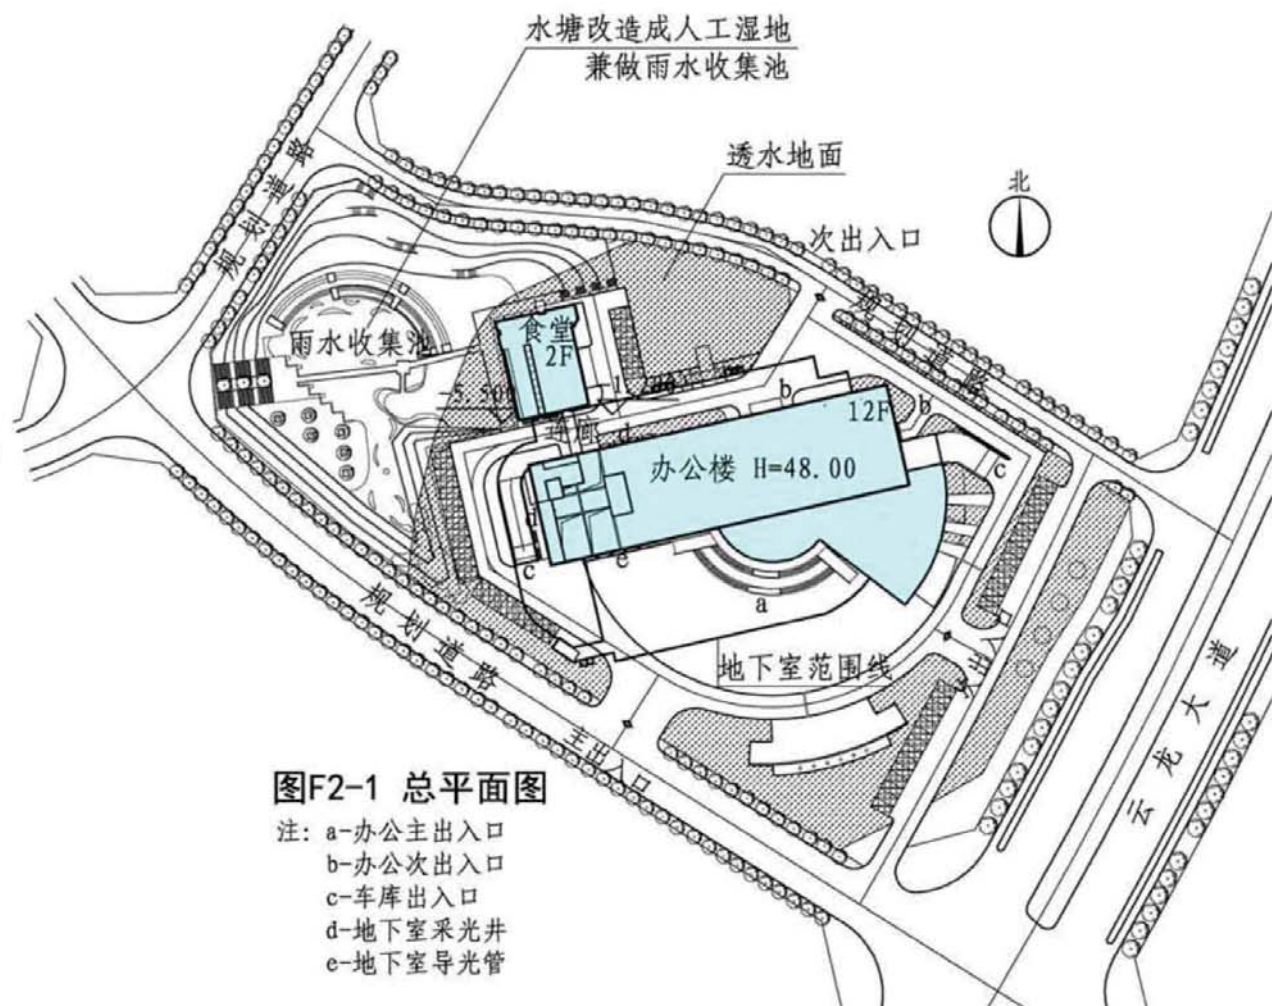 水塘改造成人工湿地
兼做雨水收集池
透水地面
北
次出入口
规划道路
规划道路
雨水收集池
食堂
2F
-5.50
1
连廊
d
b
12F
b
办公楼 H=48.00
c
c
e
a
规划道路
地下室范围线
次出入口
主出入口
云龙大道
图F2-1 总平面图
注: a-办公主出入口
b-办公次出入口
c-车库出入口
d-地下室采光井
e-地下室导光管